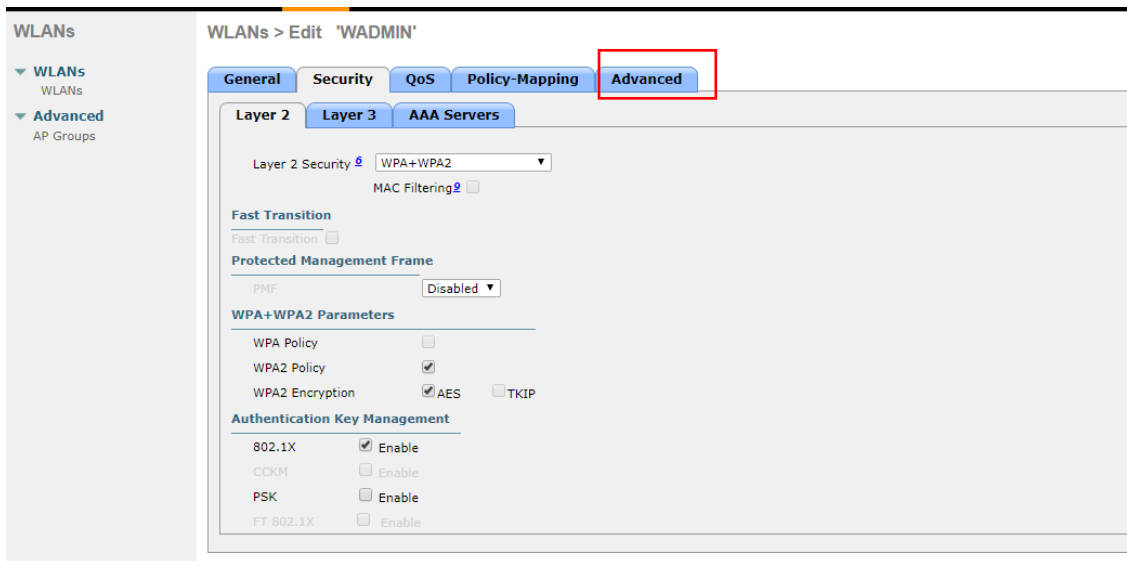 WLANs
WLANs
WLANs
Advanced
AP Groups
WLANs > Edit 'WADMIN'
General Security QoS Policy-Mapping Advanced
Layer 2 Layer 3 AAA Servers
Layer 2 Security 6 WPA+WPA2
MAC Filtering 9
Fast Transition
Fast Transition
Protected Management Frame
PMF Disabled
WPA+WPA2 Parameters
WPA Policy
WPA2 Policy
WPA2 Encryption AES TKIP
Authentication Key Management
802.1X Enable
CCKM Enable
PSK Enable
FT 802.1X Enable